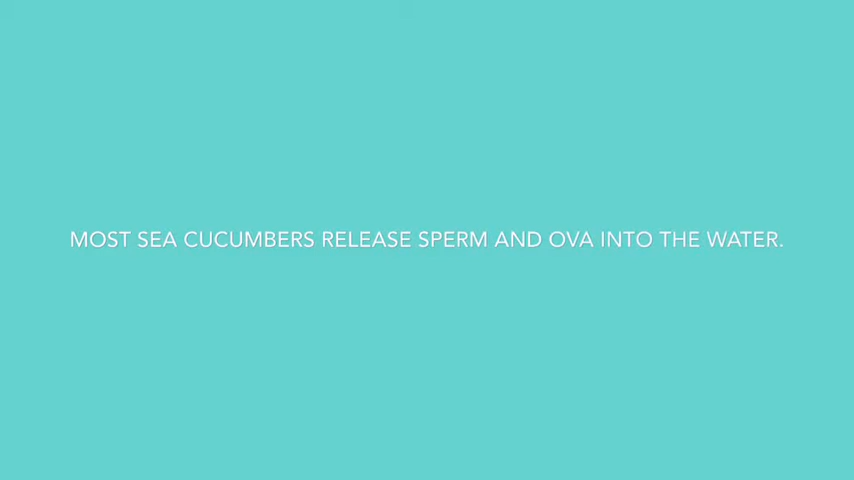 MOST SEA CUCUMBERS RELEASE SPERM AND OVA INTO THE WATER.